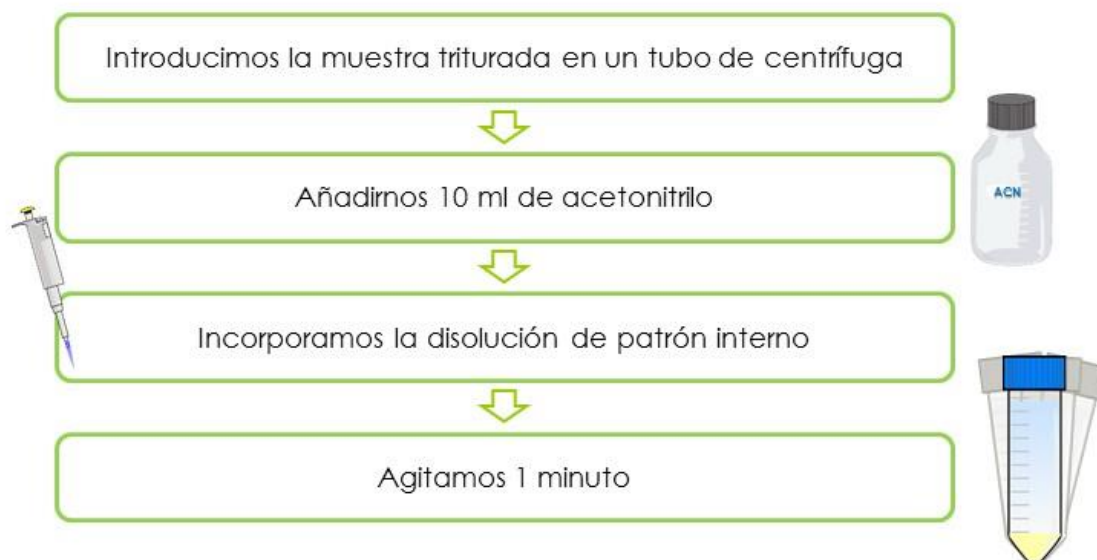 Introducimos la muestra triturada en un tubo de centrífuga
Añadirnos 10 ml de acetonitrilo
ACN
Incorporamos la disolución de patrón interno
Agitamos 1 minuto